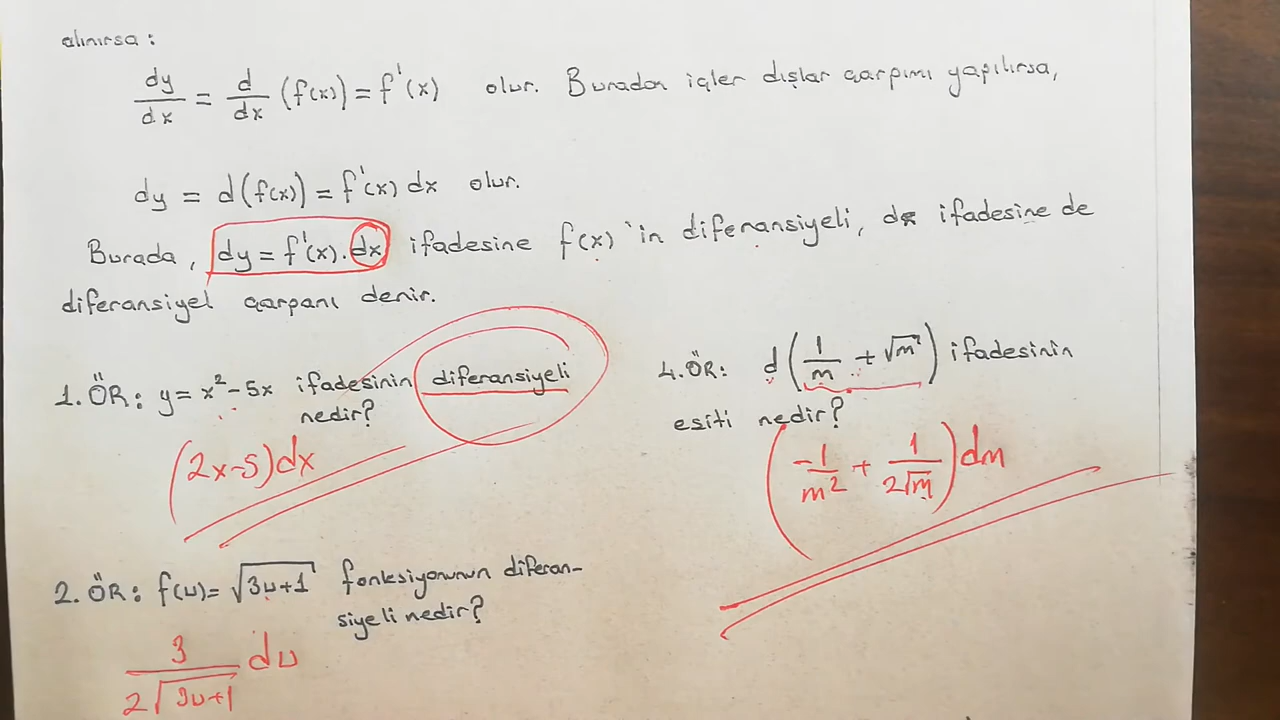 alınırsa :
dy/dx = d/dx (f(x)) = f'(x) olur. Buradan içler dışlar çarpımı yapılırsa,
dy = d(f(x)) = f'(x) dx olur.
Burada, dy = f'(x).dx ifadesine f(x)'in diferansiyeli, dx ifadesine de
diferansiyel çarpanı denir.
1. ÖR: y = x² - 5x ifadesinin diferansiyeli
nedir?
(2x-5)dx
4. ÖR: d(1/m + √m) ifadesinin
esiti nedir?
(-1/m² + 1/2√m) dm
2. ÖR: f(u) = √3u+1 fonksiyonunun diferan-
siyeli nedir?
3/2√3u+1 du